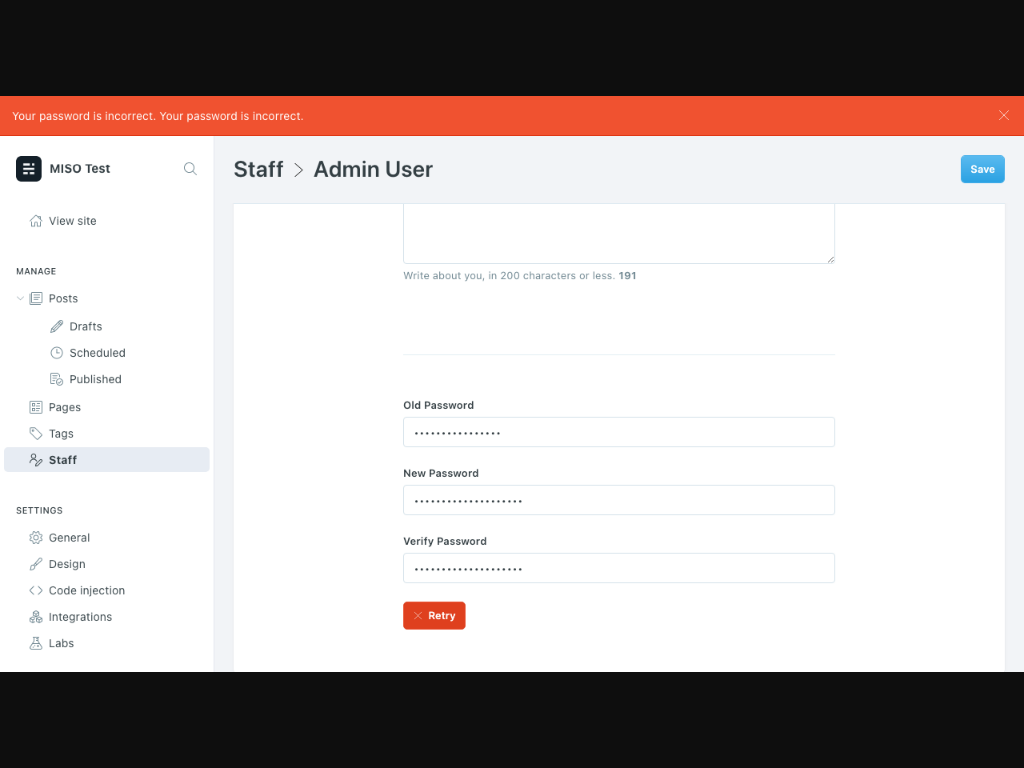 Your password is incorrect. Your password is incorrect.
MISO Test
Staff > Admin User
Save
View site
Write about you, in 200 characters or less. 191
MANAGE
Posts
Drafts
Scheduled
Published
Pages
Tags
Staff
Old Password
••••••••••••••••
New Password
••••••••••••••••••••
Verify Password
••••••••••••••••••••
Retry
SETTINGS
General
Design
Code injection
Integrations
Labs